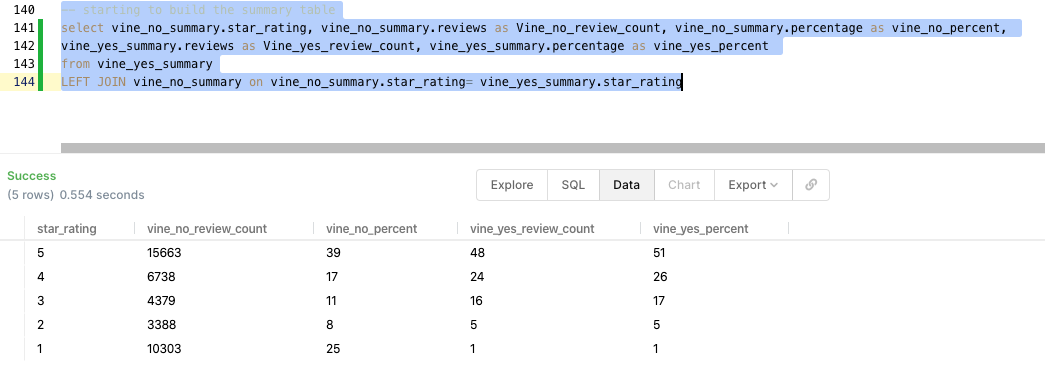 140 -- starting to build the summary table
141 select vine_no_summary.star_rating, vine_no_summary.reviews as Vine_no_review_count, vine_no_summary.percentage as vine_no_percent,
142 vine_yes_summary.reviews as Vine_yes_review_count, vine_yes_summary.percentage as vine_yes_percent
143 from vine_yes_summary
144 LEFT JOIN vine_no_summary on vine_no_summary.star_rating= vine_yes_summary.star_rating
Success
(5 rows) 0.554 seconds
Explore SQL Data Chart Export
star_rating vine_no_review_count vine_no_percent vine_yes_review_count vine_yes_percent
5 15663 39 48 51
4 6738 17 24 26
3 4379 11 16 17
2 3388 8 5 5
1 10303 25 1 1